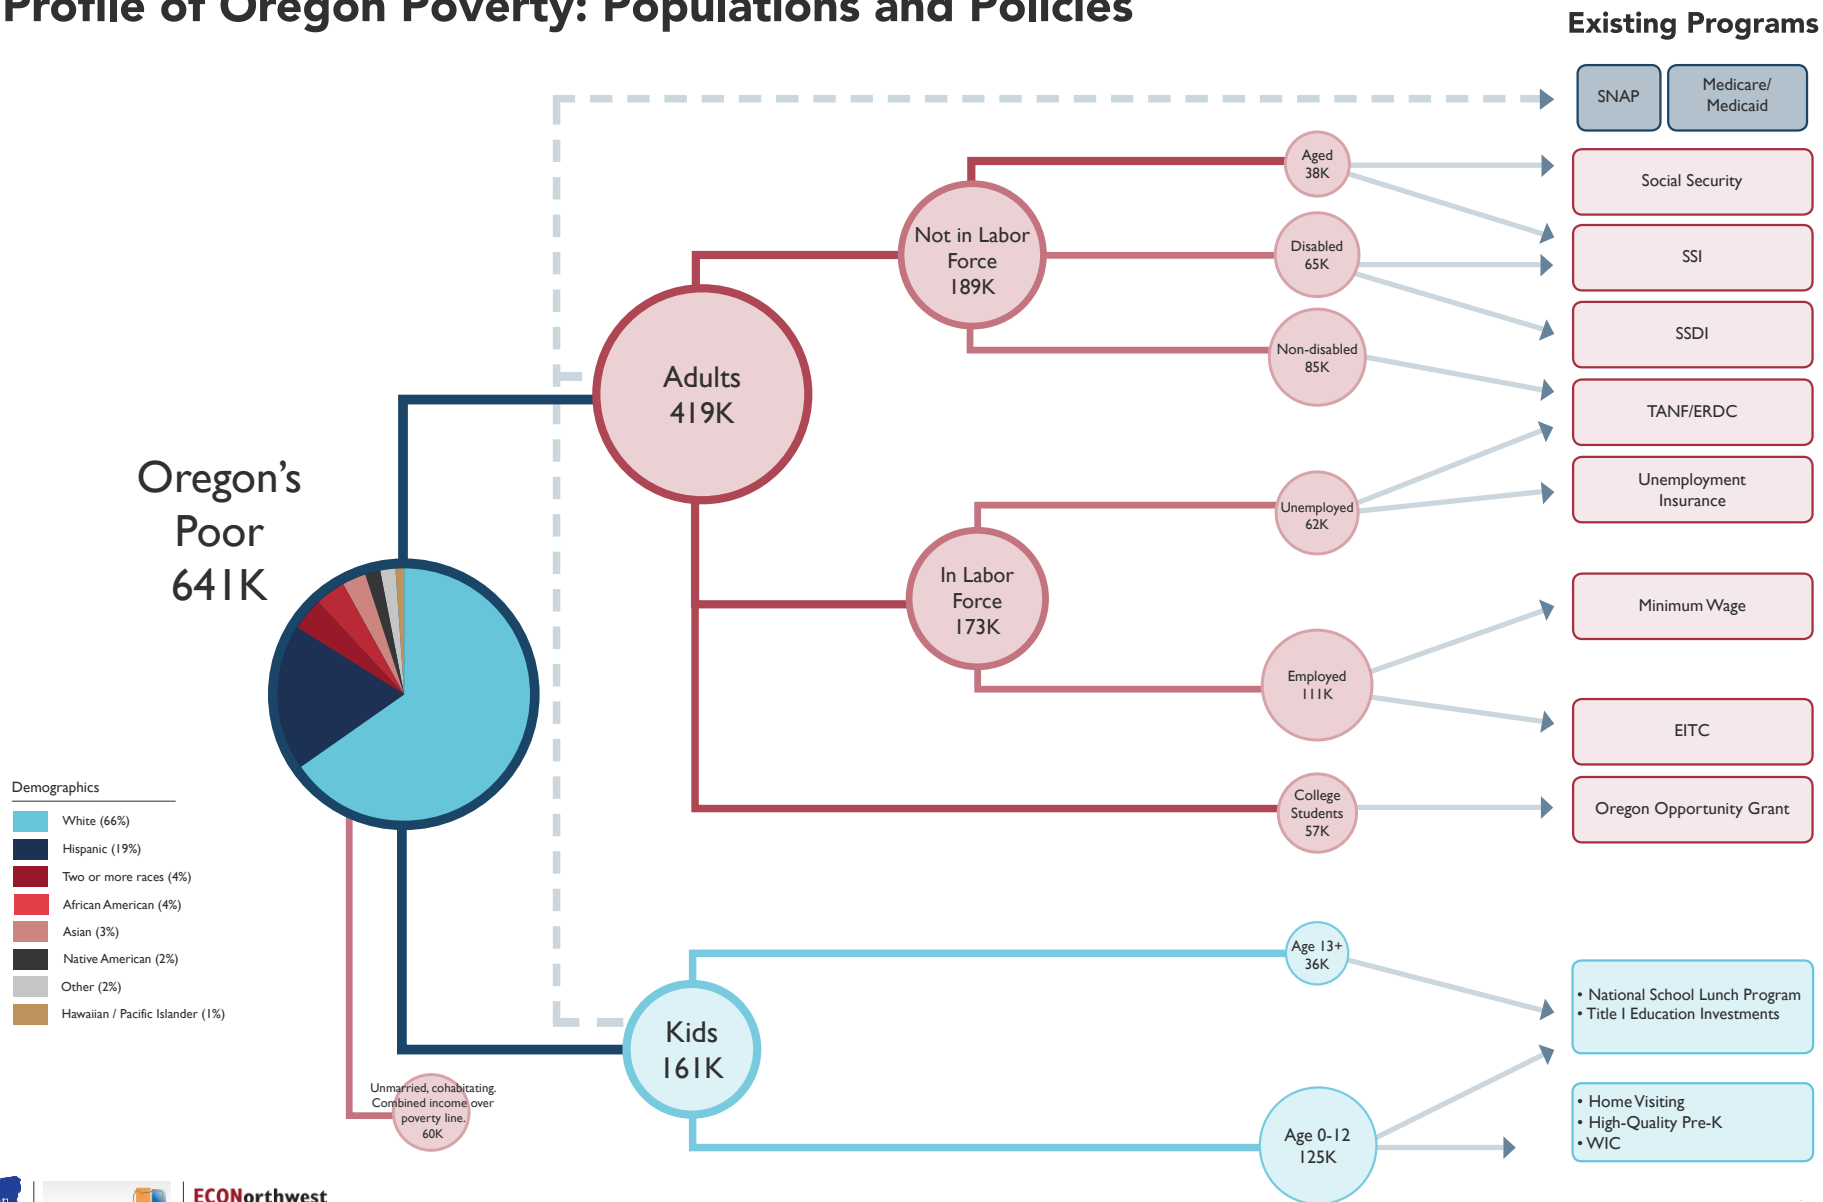 Profile of Oregon Poverty: Populations and Policies
Existing Programs
SNAP
Medicare/
Medicaid
Social Security
SSI
SSDI
TANF/ERDC
Unemployment
Insurance
Minimum Wage
EITC
Oregon Opportunity Grant
• National School Lunch Program
• Title I Education Investments
• Home Visiting
• High-Quality Pre-K
• WIC
Aged
38K
Disabled
65K
Non-disabled
85K
Unemployed
62K
Employed
111K
College
Students
57K
Age 13+
36K
Age 0-12
125K
Not in Labor
Force
189K
In Labor
Force
173K
Adults
419K
Kids
161K
Oregon's
Poor
641K
Demographics
White (66%)
Hispanic (19%)
Two or more races (4%)
African American (4%)
Asian (3%)
Native American (2%)
Other (2%)
Hawaiian / Pacific Islander (1%)
Unmarried, cohabitating.
Combined income over
poverty line.
60K
ECONorthwest